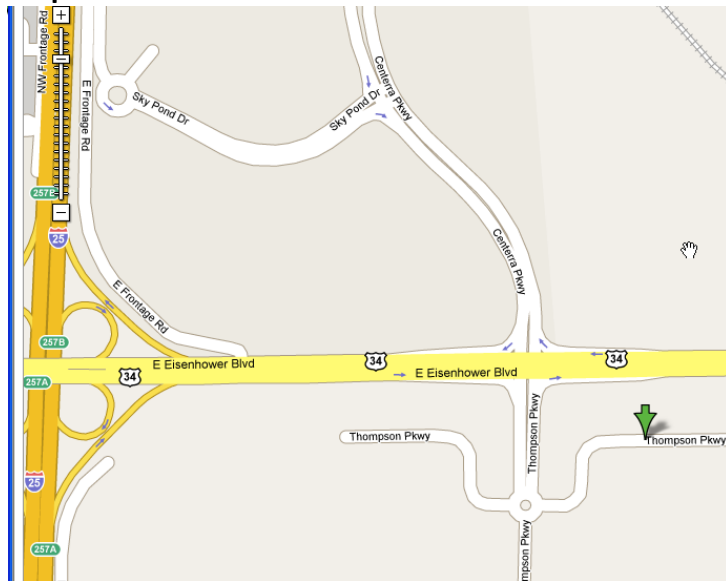 NW Frontage Rd
E Frontage Rd
Sky Pond Dr
Sky Pond Dr
Centerra Pkwy
257B
25
Centerra Pkwy
E Frontage Rd
257B
34
34
E Eisenhower Blvd
E Eisenhower Blvd
34
257A
Thompson Pkwy
Thompson Pkwy
Thompson Pkwy
25
257A
mpson Pkwy